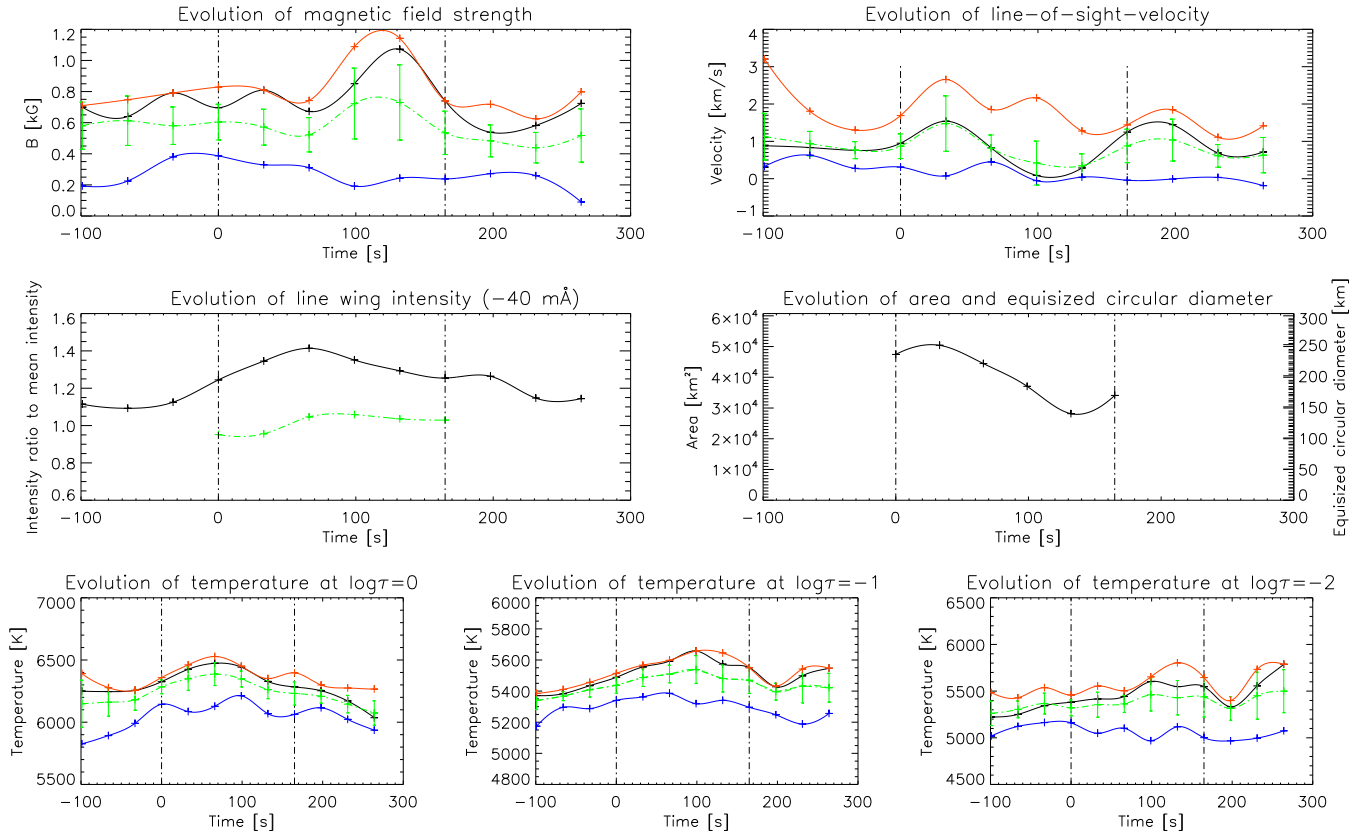 Evolution of magnetic field strength
B [kG]
1.2
1.0
0.8
0.6
0.4
0.2
0.0
-100 0 100 200 300
Time [s]
Evolution of line-of-sight-velocity
Velocity [km/s]
4
3
2
1
0
-1
-100 0 100 200 300
Time [s]
Evolution of line wing intensity (-40 mÅ)
Intensity ratio to mean intensity
1.6
1.4
1.2
1.0
0.8
0.6
-100 0 100 200 300
Time [s]
Evolution of area and equisized circular diameter
Area [km²]
6×10⁴
5×10⁴
4×10⁴
3×10⁴
2×10⁴
1×10⁴
0
300
250
200
150
100
50
0
Equisized circular diameter [km]
-100 0 100 200 300
Time [s]
Evolution of temperature at logτ=0
Temperature [K]
7000
6500
6000
5500
-100 0 100 200 300
Time [s]
Evolution of temperature at logτ=-1
Temperature [K]
6000
5800
5600
5400
5200
5000
4800
-100 0 100 200 300
Time [s]
Evolution of temperature at logτ=-2
Temperature [K]
6500
6000
5500
5000
4500
-100 0 100 200 300
Time [s]